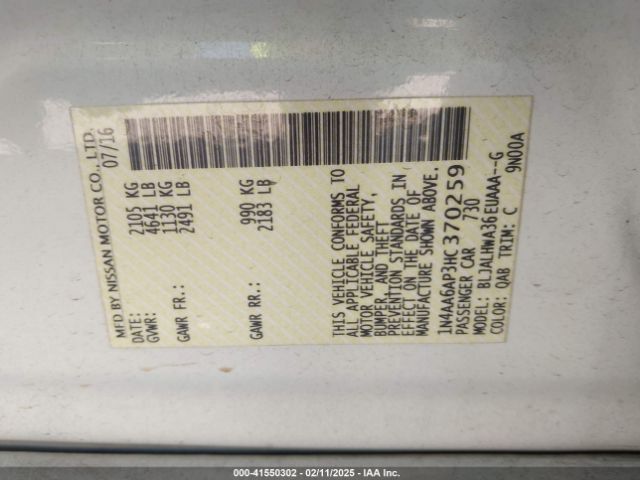 MFD BY NISSAN MOTOR CO., LTD.
DATE: 07/16
GVWR: 2105 KG
4641 LB
GAWR FR.: 1130 KG
2491 LB
GAWR RR.: 990 KG
2183 LB
THIS VEHICLE CONFORMS TO
ALL APPLICABLE FEDERAL
MOTOR VEHICLE SAFETY,
BUMPER, AND THEFT
PREVENTION STANDARDS IN
EFFECT ON THE DATE OF
MANUFACTURE SHOWN ABOVE.
1N4AA6AP3HC370259
PASSENGER CAR 730
MODEL: BLJALHWA36EUAAA--G
COLOR: QAB TRIM: C 9N00A
000-41550302 - 02/11/2025 - IAA Inc.